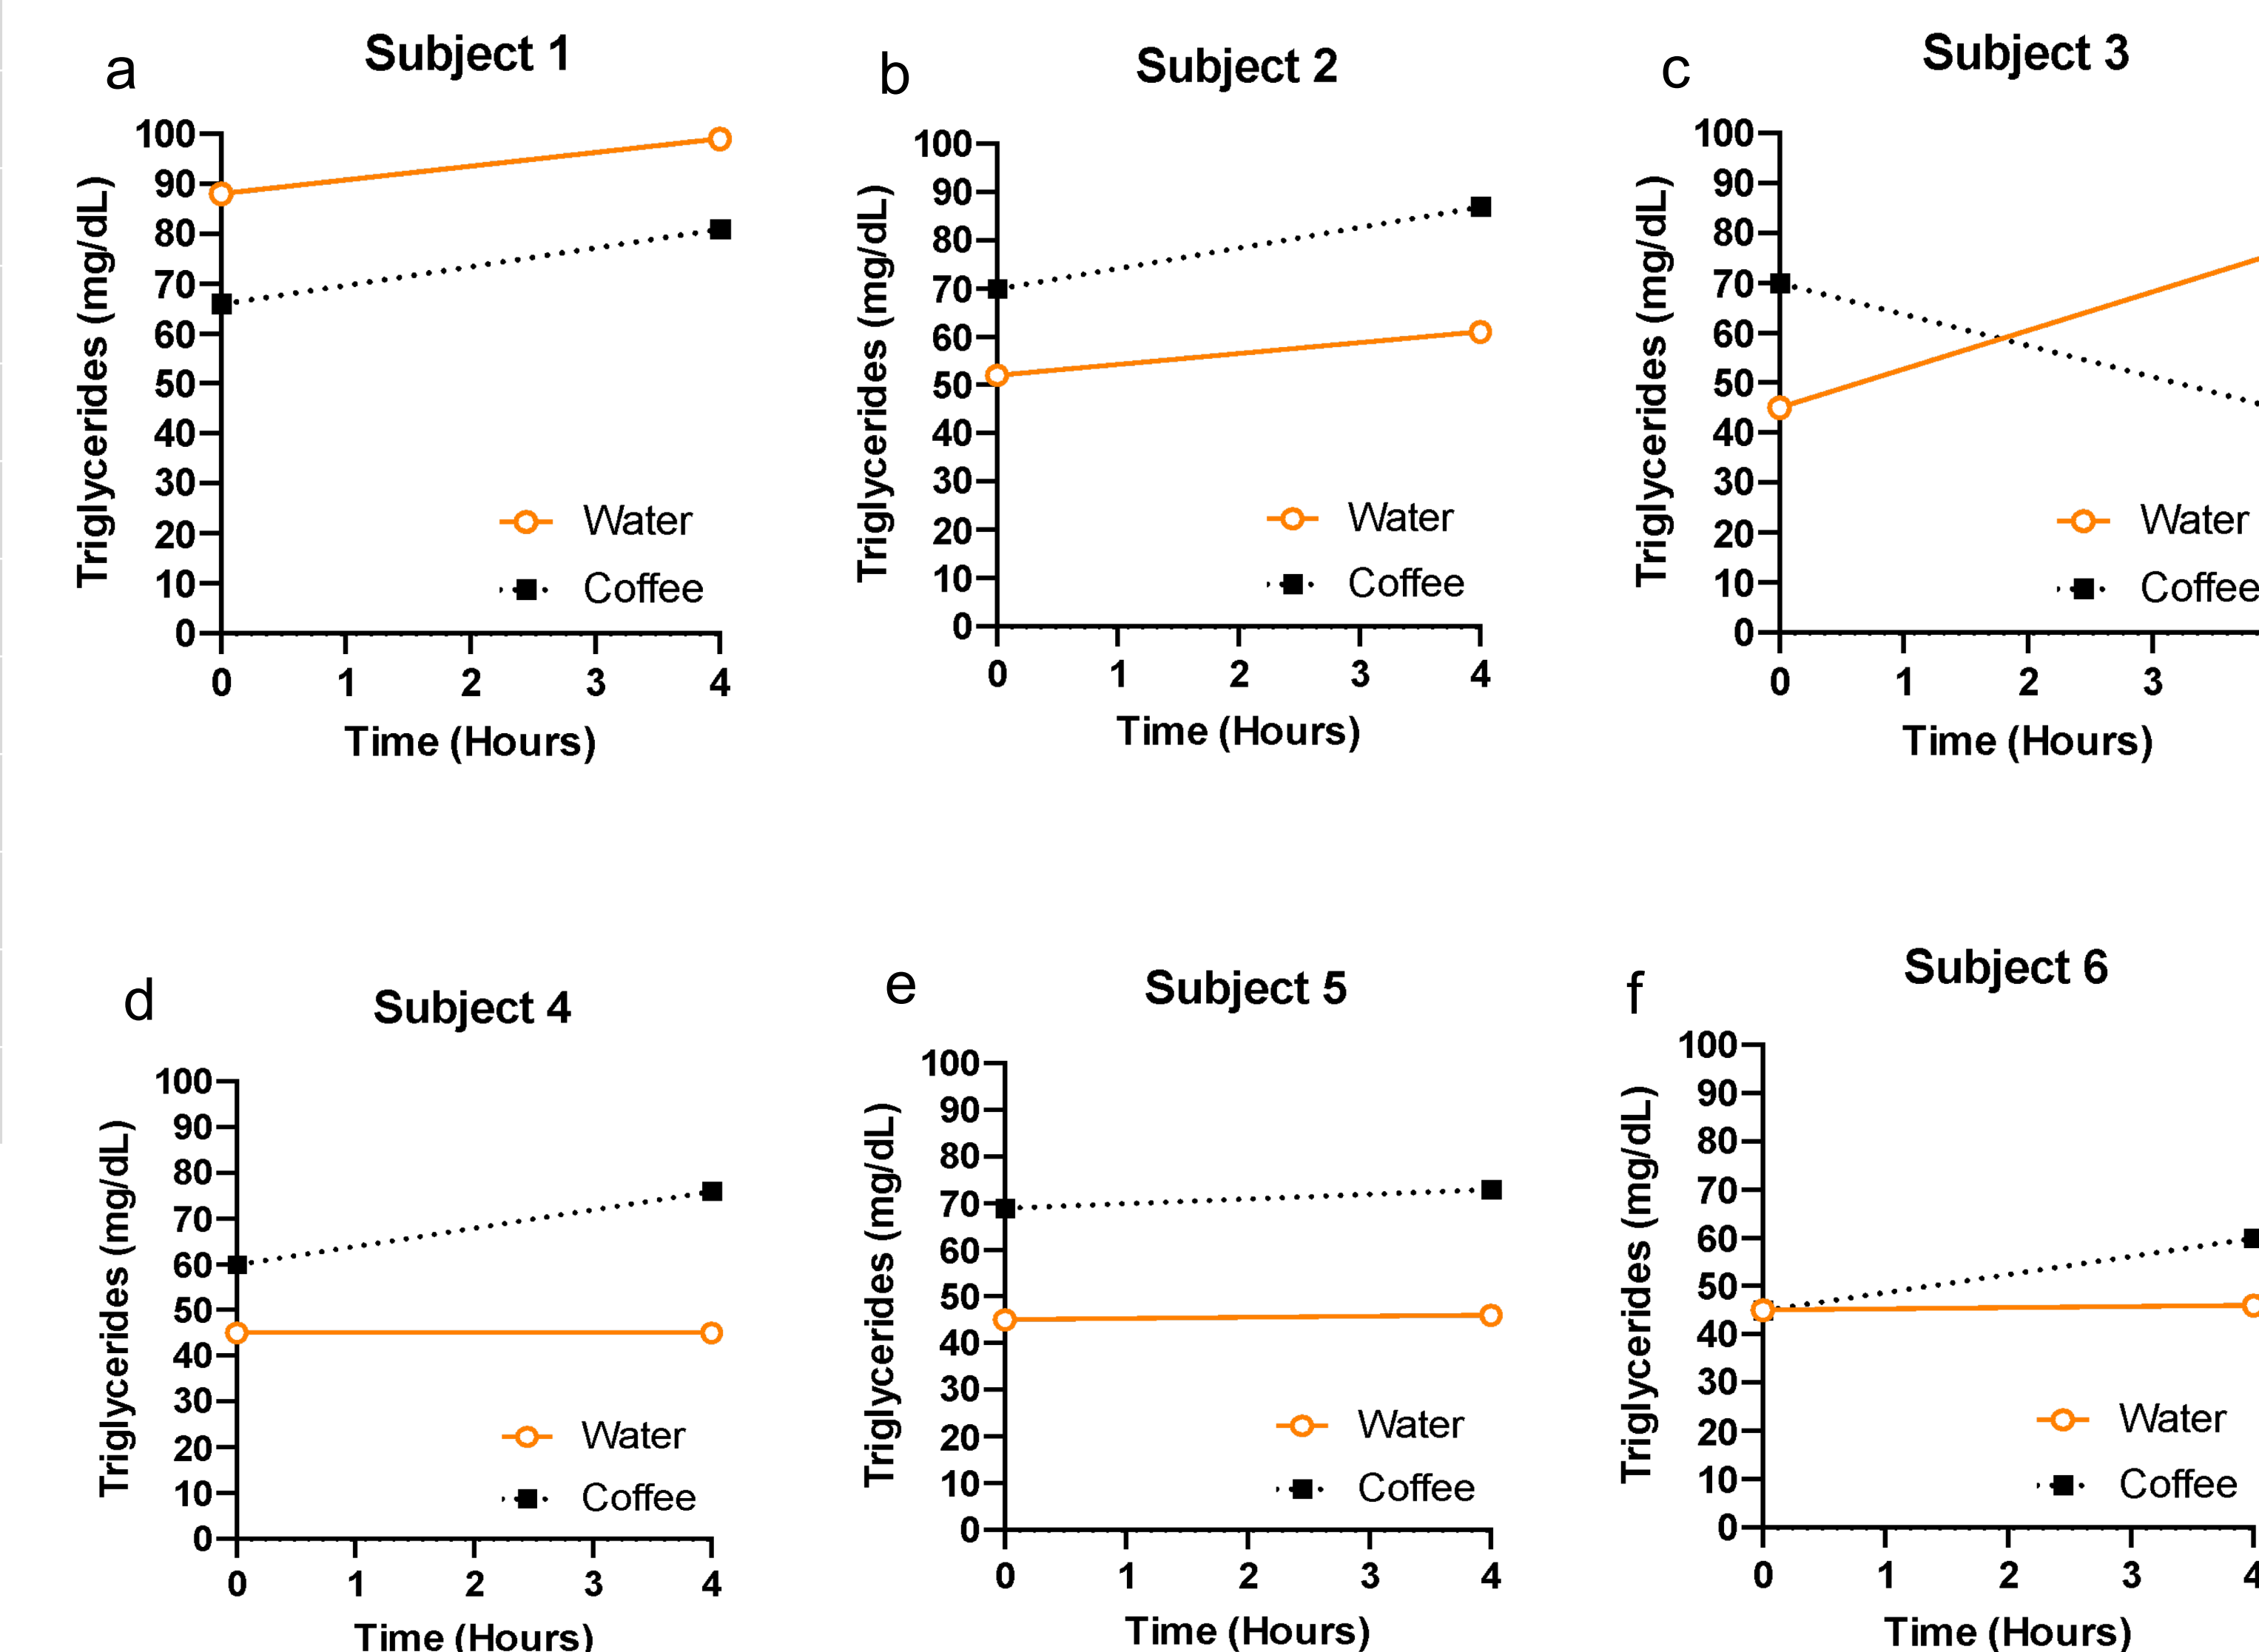 a
Subject 1
Triglycerides (mg/dL)
100
90
80
70
60
50
40
30
20
10
0
Water
Coffee
0 1 2 3 4
Time (Hours)
b
Subject 2
Triglycerides (mg/dL)
100
90
80
70
60
50
40
30
20
10
0
Water
Coffee
0 1 2 3 4
Time (Hours)
c
Subject 3
Triglycerides (mg/dL)
100
90
80
70
60
50
40
30
20
10
0
Water
Coffee
0 1 2 3
Time (Hours)
d
Subject 4
Triglycerides (mg/dL)
100
90
80
70
60
50
40
30
20
10
0
Water
Coffee
0 1 2 3 4
Time (Hours)
e
Subject 5
Triglycerides (mg/dL)
100
90
80
70
60
50
40
30
20
10
0
Water
Coffee
0 1 2 3 4
Time (Hours)
f
Subject 6
Triglycerides (mg/dL)
100
90
80
70
60
50
40
30
20
10
0
Water
Coffee
0 1 2 3 4
Time (Hours)